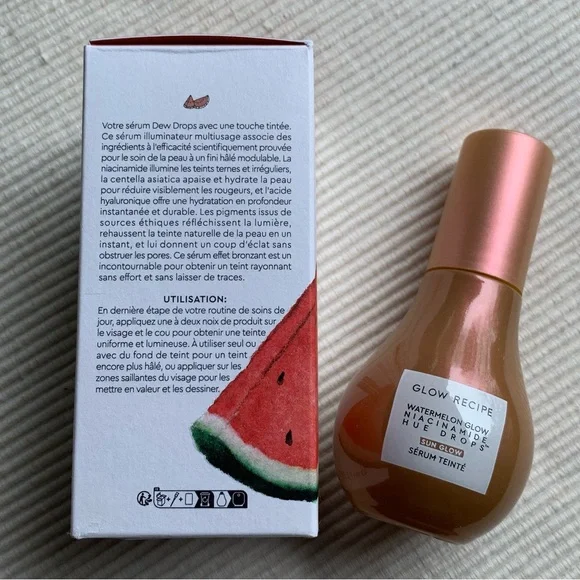 Votre sérum Dew Drops avec une touche tintée.
Ce sérum illuminateur multiusage associe des
ingrédients à l'efficacité scientifiquement prouvée
pour le soin de la peau à un fini hâlé modulable. La
niacinamide illumine les teints ternes et irréguliers,
la centella asiatica apaise et hydrate la peau
pour réduire visiblement les rougeurs, et l'acide
hyaluronique offre une hydratation en profondeur
instantanée et durable. Les pigments issus de
sources éthiques réfléchissent la lumière,
rehaussent la teinte naturelle de la peau en un
instant, et lui donnent un coup d'éclat sans
obstruer les pores. Ce sérum effet bronzant est un
incontournable pour obtenir un teint rayonnant
sans effort et sans laisser de traces.
UTILISATION:
En dernière étape de votre routine de soins de
jour, appliquez une à deux noix de produit sur
le visage et le cou pour obtenir une teinte
uniforme et lumineuse. À utiliser seul ou
avec du fond de teint pour un teint
encore plus hâlé, ou appliquer sur les
zones saillantes du visage pour les
mettre en valeur et les dessiner.
GLOW RECIPE
WATERMELON GLOW
NIACINAMIDE
HUE DROPS™
SUN GLOW
SÉRUM TEINTÉ